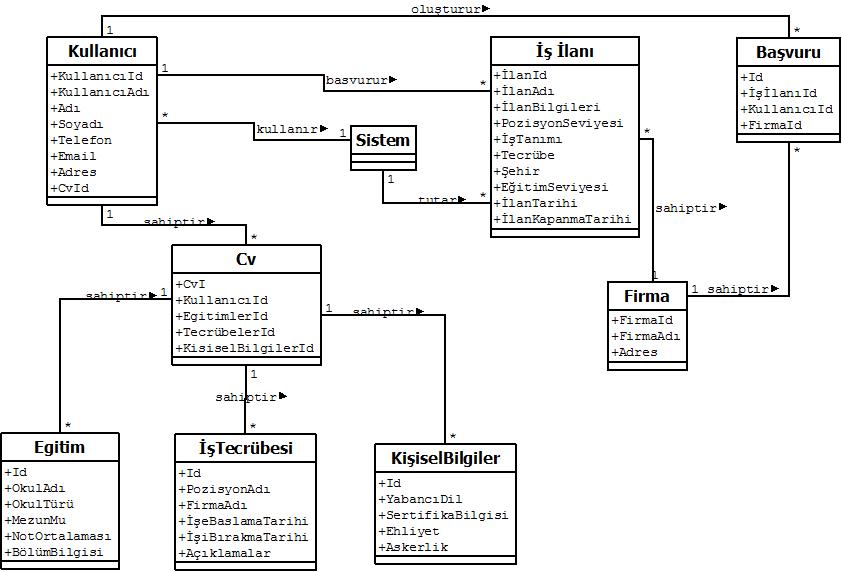 oluşturur
1
*
Kullanıcı
+KullanıcıId
+KullanıcıAdı
+Adı
+Soyadı
+Telefon
+Email
+Adres
+CvId
1
basvurur
*
*
kullanır
1
Sistem
1
tutar
*
İş İlanı
+İlanId
+İlanAdı
+İlanBilgileri
+PozisyonSeviyesi
+İşTanımı
+Tecrübe
+Şehir
+EğitimSeviyesi
+İlanTarihi
+İlanKapanmaTarihi
Başvuru
+Id
+İşİlanıId
+KullanıcıId
+FirmaId
*
*
sahiptir
1
1 sahiptir
Firma
+FirmaId
+FirmaAdı
+Adres
1
sahiptir
*
Cv
+CvI
+KullanıcıId
+EgitimlerId
+TecrübelerId
+KisiselBilgilerId
sahiptir 1
1
sahiptir
1
sahiptir
*
*
*
Egitim
+Id
+OkulAdı
+OkulTürü
+MezunMu
+NotOrtalaması
+BölümBilgisi
İşTecrübesi
+Id
+PozisyonAdı
+FirmaAdı
+İşeBaslamaTarihi
+İşiBırakmaTarihi
+Açıklamalar
KişiselBilgiler
+Id
+YabancıDil
+SertifikaBilgisi
+Ehliyet
+Askerlik